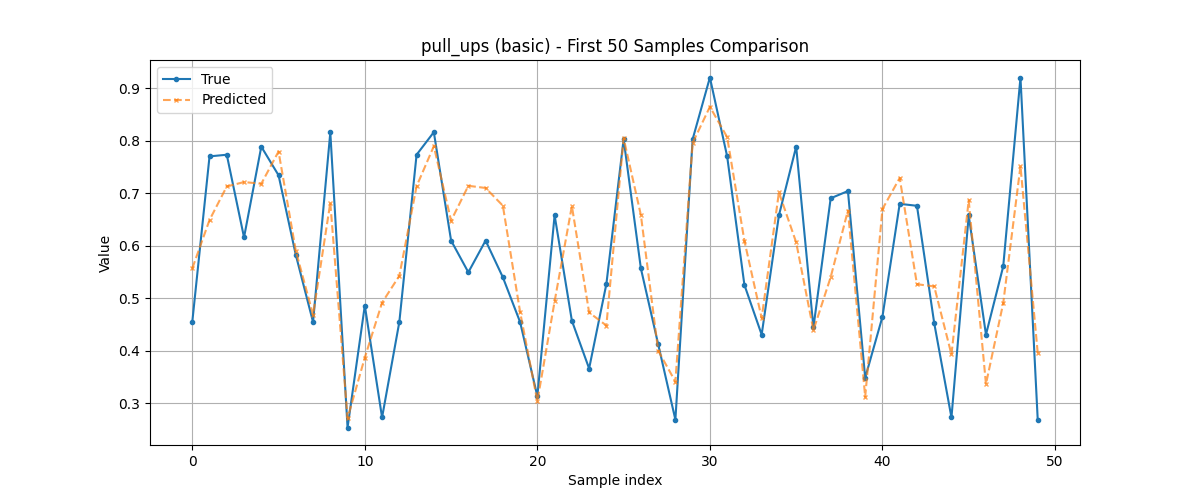 pull_ups (basic) - First 50 Samples Comparison
True
Predicted
0.9
0.8
0.7
0.6
0.5
0.4
0.3
Value
0 10 20 30 40 50
Sample index